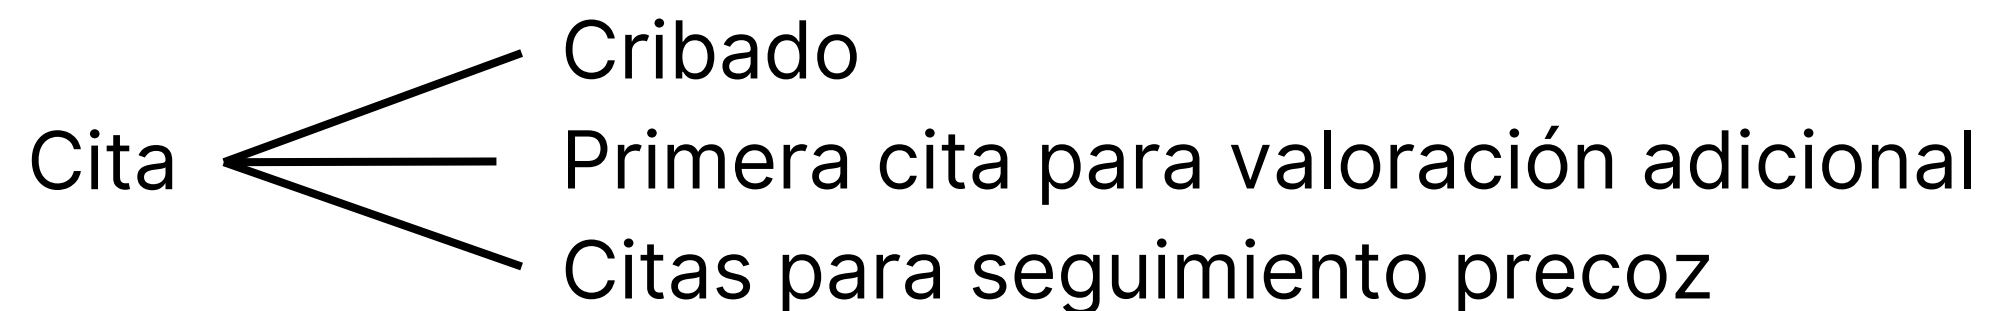 Cribado
Cita
Primera cita para valoración adicional
Citas para seguimiento precoz